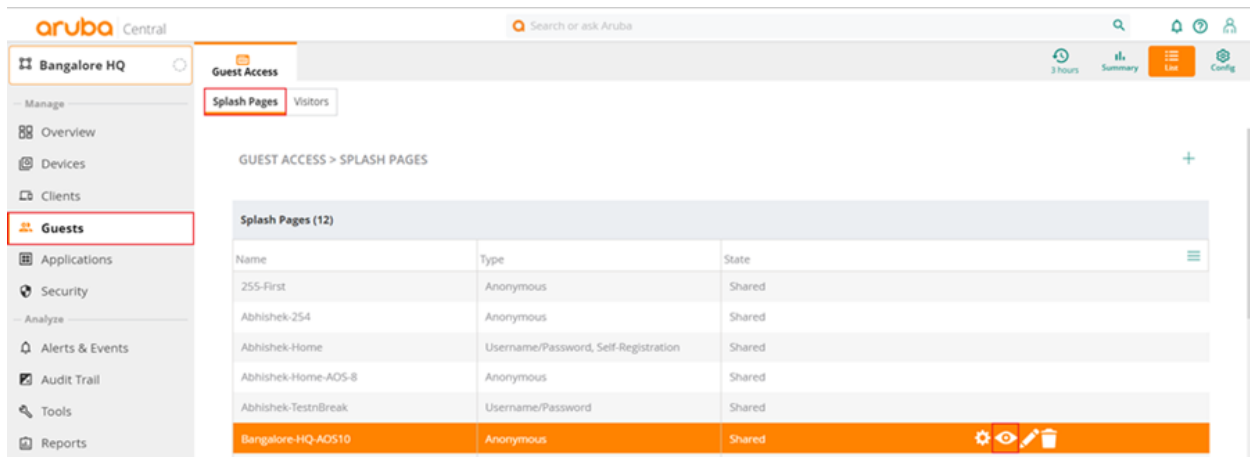 aruba Central
Search or ask Aruba
Bangalore HQ
Guest Access
3 hours
Summary
List
Config
Manage
Splash Pages
Visitors
Overview
Devices
GUEST ACCESS > SPLASH PAGES
+
Clients
Guests
Splash Pages (12)
Applications
Name Type State
Security
255-First Anonymous Shared
Analyze
Abhishek-254 Anonymous Shared
Alerts & Events
Abhishek-Home Username/Password, Self-Registration Shared
Audit Trail
Abhishek-Home-AOS-8 Anonymous Shared
Tools
Abhishek-TestnBreak Username/Password Shared
Reports
Bangalore-HQ-AOS10 Anonymous Shared